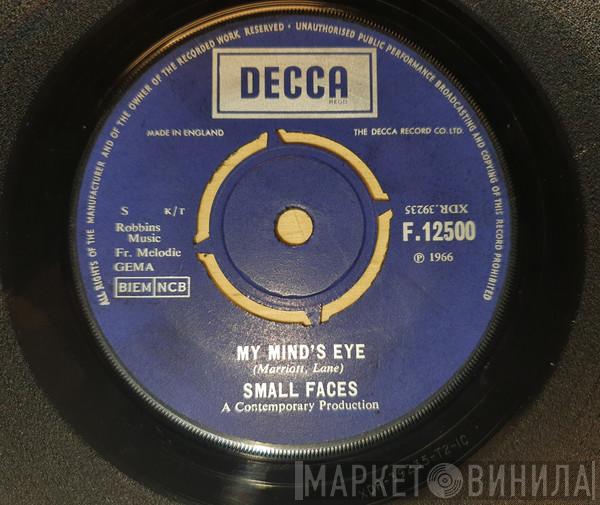 ALL RIGHTS OF THE MANUFACTURER AND OF THE OWNER OF THE RECORDED WORK RESERVED • UNAUTHORISED PUBLIC PERFORMANCE BROADCASTING AND COPYING OF THIS RECORD PROHIBITED
DECCA
REGD
MADE IN ENGLAND
THE DECCA RECORD CO. LTD.
S K/T
Robbins
Music
Fr. Melodie
GEMA
BIEM NCB
XDR.39235
F.12500
℗ 1966
MY MIND'S EYE
(Marriott, Lane)
SMALL FACES
A Contemporary Production
МАРКЕТ ВИНИЛА